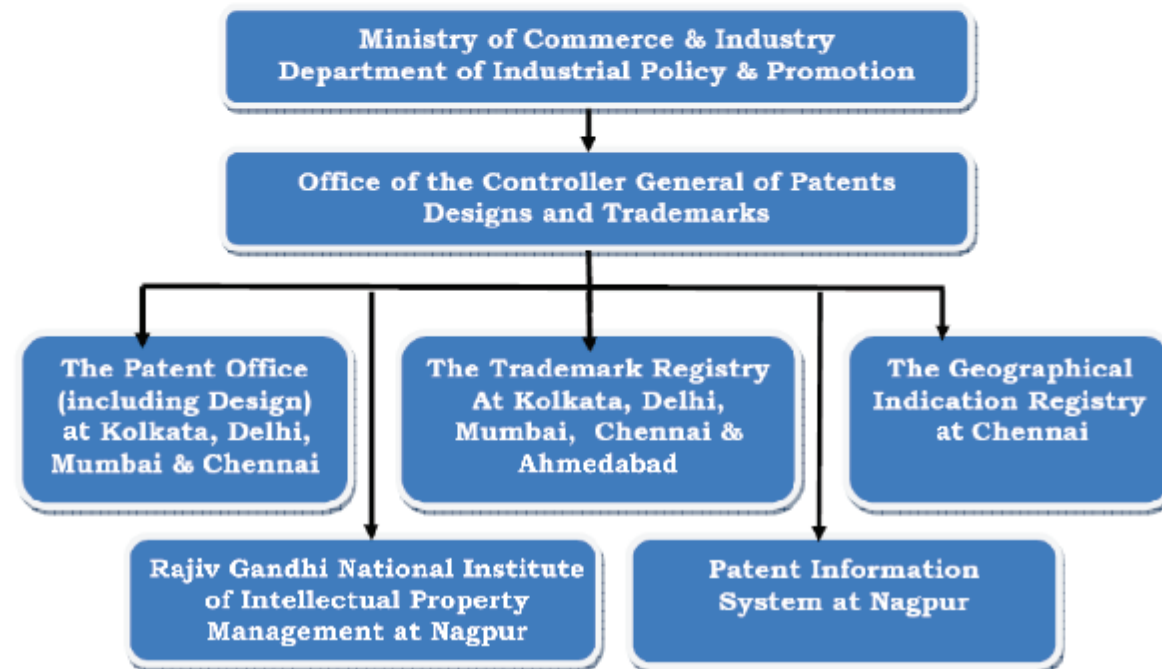 Ministry of Commerce & Industry
Department of Industrial Policy & Promotion
Office of the Controller General of Patents
Designs and Trademarks
The Patent Office
(including Design)
at Kolkata, Delhi,
Mumbai & Chennai
The Trademark Registry
At Kolkata, Delhi,
Mumbai, Chennai &
Ahmedabad
The Geographical
Indication Registry
at Chennai
Rajiv Gandhi National Institute
of Intellectual Property
Management at Nagpur
Patent Information
System at Nagpur